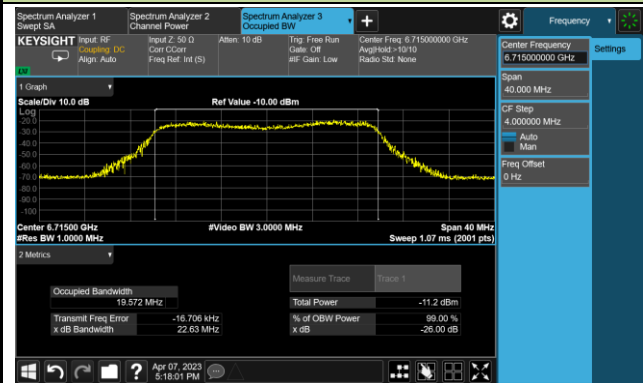 Spectrum Analyzer 1
Swept SA
Spectrum Analyzer 2
Channel Power
Spectrum Analyzer 3
Occupied BW
Frequency
KEYSIGHT
Input: RF
Coupling: DC
Align: Auto
Input Z: 50 Ω
Corr CCorr
Freq Ref: Int (S)
Atten: 10 dB
Trig: Free Run
Gate: Off
#IF Gain: Low
Center Freq: 6.715000000 GHz
Avg|Hold:>10/10
Radio Std: None
1 Graph
Scale/Div 10.0 dB
Ref Value -10.00 dBm
Log
-20.0
-30.0
-40.0
-50.0
-60.0
-70.0
-80.0
-90.0
-100
Center 6.71500 GHz
#Video BW 3.0000 MHz
Span 40 MHz
#Res BW 1.0000 MHz
Sweep 1.07 ms (2001 pts)
2 Metrics
Measure Trace
Trace 1
Occupied Bandwidth
19.572 MHz
Total Power
-11.2 dBm
Transmit Freq Error
-16.706 kHz
% of OBW Power
99.00 %
x dB Bandwidth
22.63 MHz
x dB
-26.00 dB
Center Frequency
6.715000000 GHz
Settings
Span
40.000 MHz
CF Step
4.000000 MHz
Auto
Man
Freq Offset
0 Hz
?
Apr 07, 2023
5:18:01 PM